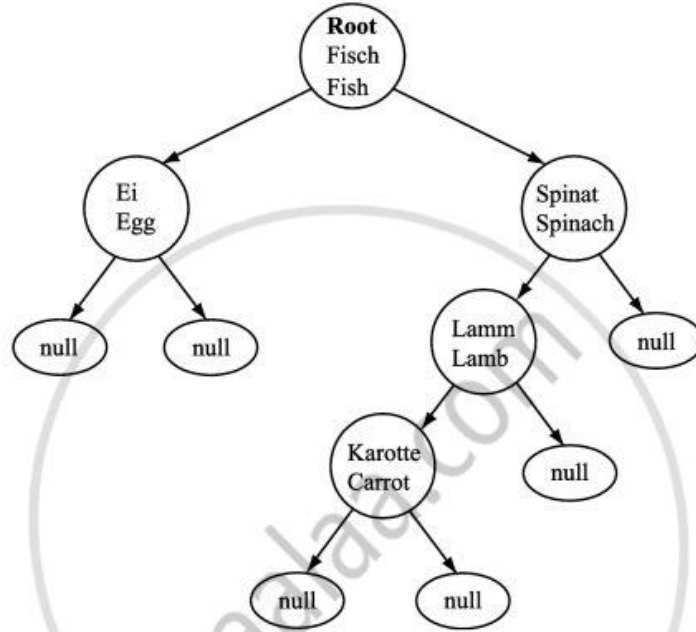 Root
Fisch
Fish
Ei
Egg
Spinat
Spinach
null
null
Lamm
Lamb
null
Karotte
Carrot
null
null
null